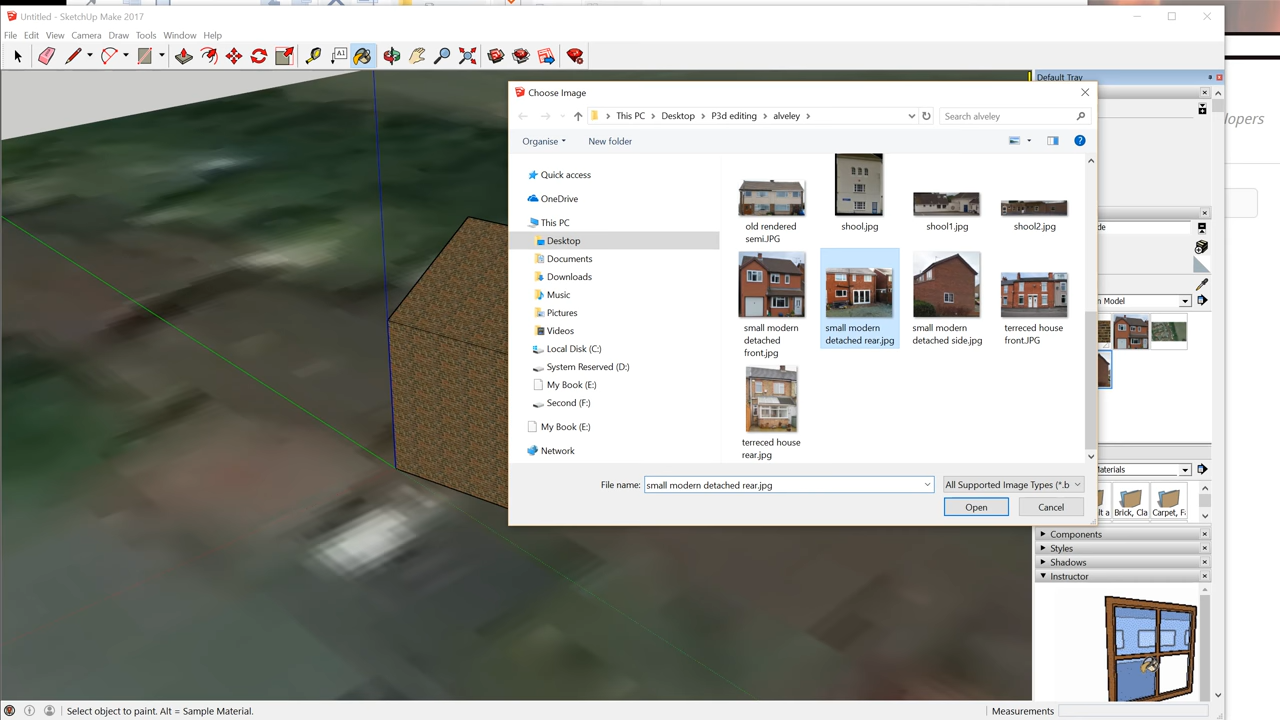 Untitled - SketchUp Make 2017
File Edit View Camera Draw Tools Window Help
A1
Default Tray
Choose Image
This PC > Desktop > P3d editing > alveley >
Search alveley
Organise
New folder
?
Quick access
OneDrive
This PC
Desktop
Documents
Downloads
Music
Pictures
Videos
Local Disk (C:)
System Reserved (D:)
My Book (E:)
Second (F:)
My Book (E:)
Network
old rendered
semi.JPG
shool.jpg
shool1.jpg
shool2.jpg
small modern
detached
front.jpg
small modern
detached rear.jpg
small modern
detached side.jpg
terreced house
front.JPG
terreced house
rear.jpg
File name:
small modern detached rear.jpg
All Supported Image Types (*.b
Open
Cancel
lopers
de
n Model
Materials
lt a
Brick, Cla
Carpet, F
Components
Styles
Shadows
Instructor
Select object to paint. Alt = Sample Material.
Measurements